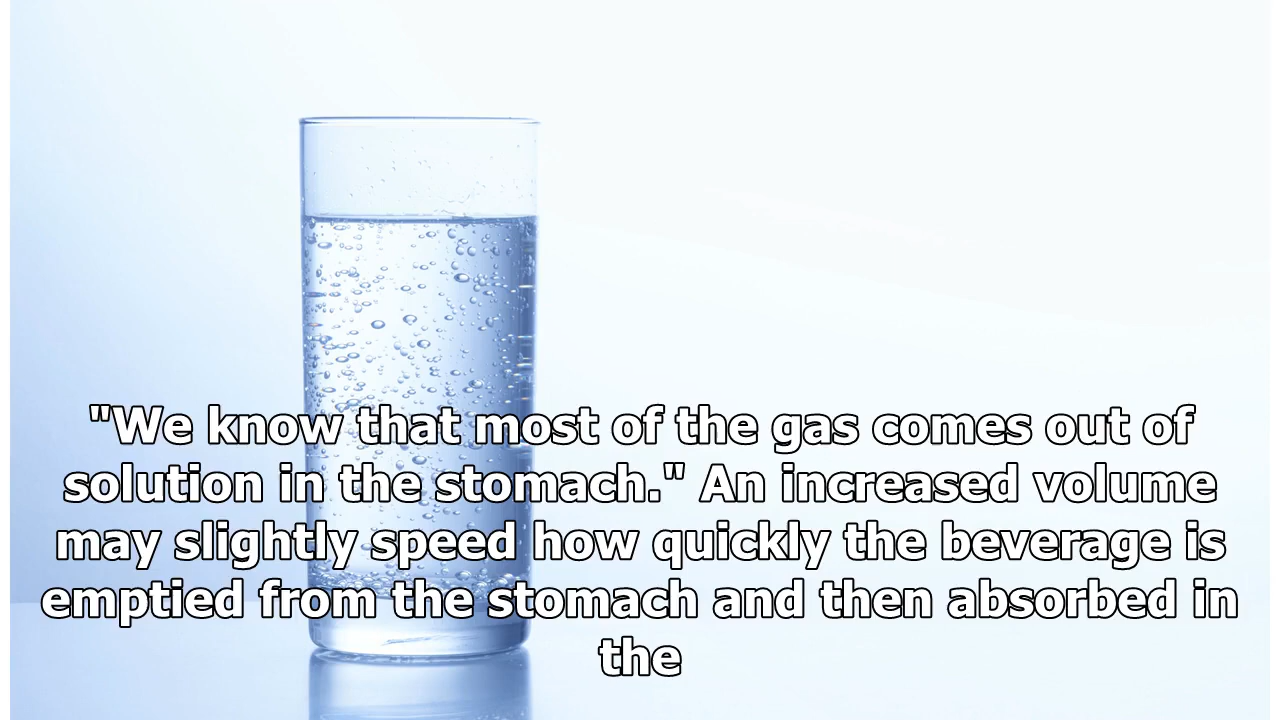 "We know that most of the gas comes out of
solution in the stomach." An increased volume
may slightly speed how quickly the beverage is
emptied from the stomach and then absorbed in
the